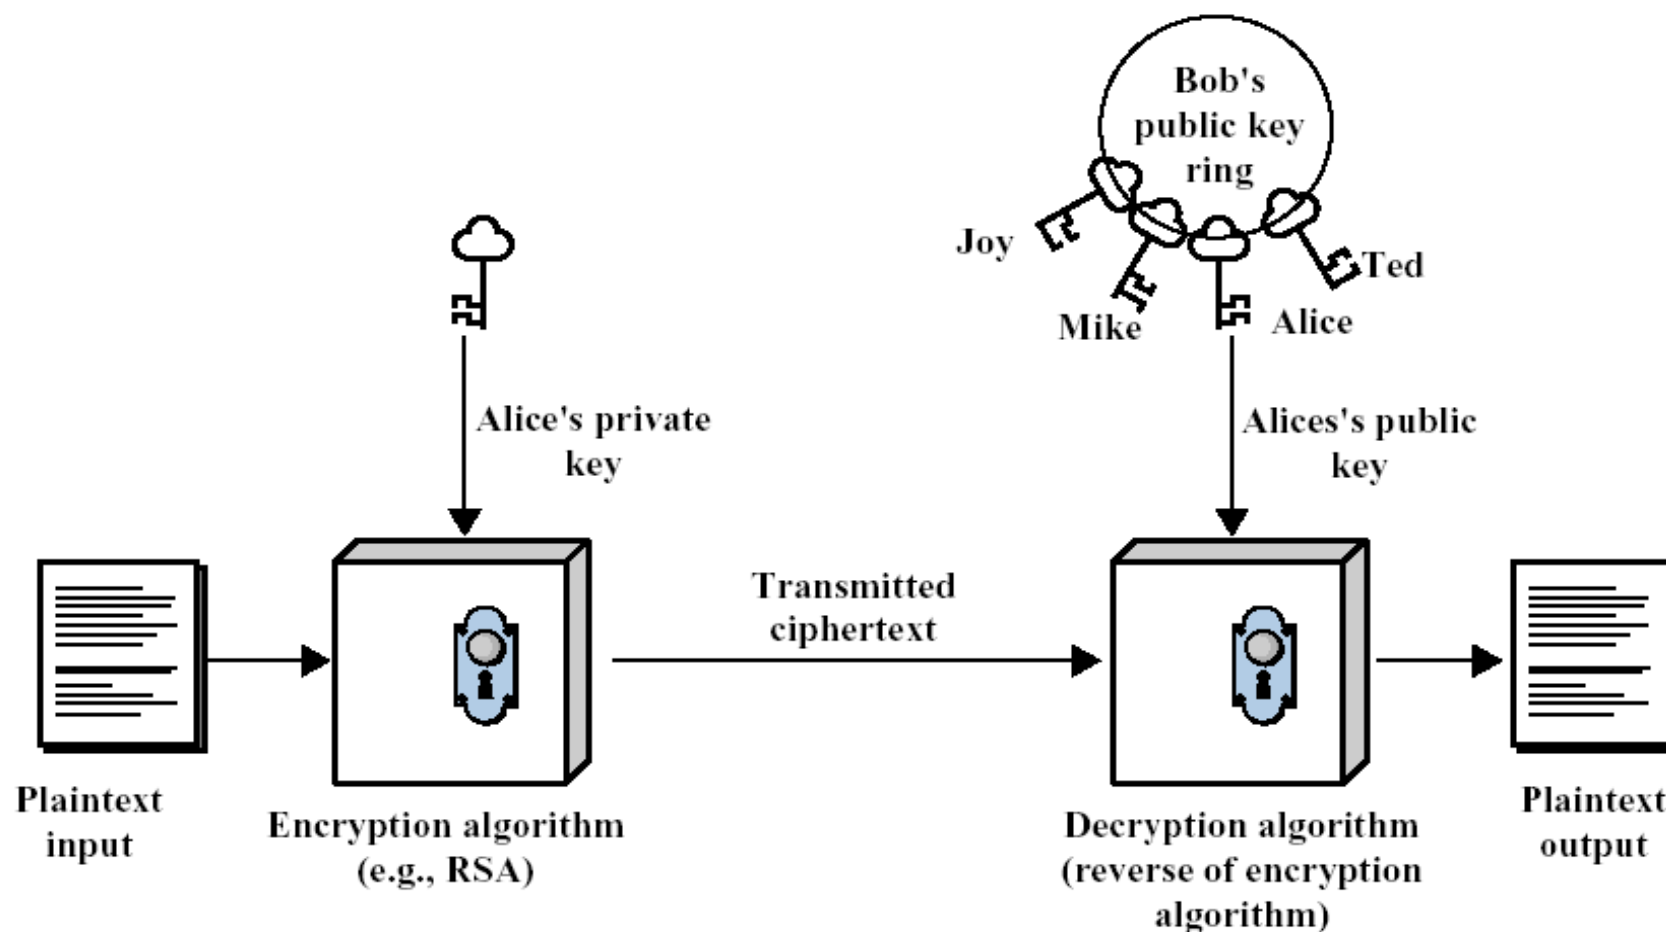 Bob's
public key
ring
Joy
Mike
Alice
Ted
Alice's private
key
Alices's public
key
Transmitted
ciphertext
Plaintext
input
Encryption algorithm
(e.g., RSA)
Decryption algorithm
(reverse of encryption
algorithm)
Plaintext
output